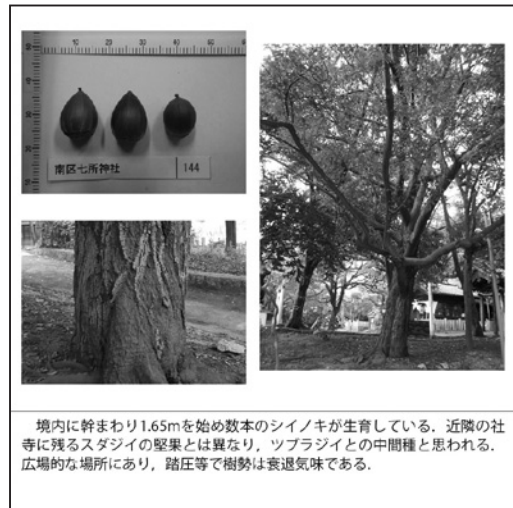 10 20 30 40 50 60
南区七所神社 144
境内に幹まわり1.65mを始め数本のシイノキが生育している．近隣の社
寺に残るスダジイの堅果とは異なり，ツブラジイとの中間種と思われる．
広場的な場所にあり，踏圧等で樹勢は衰退気味である．